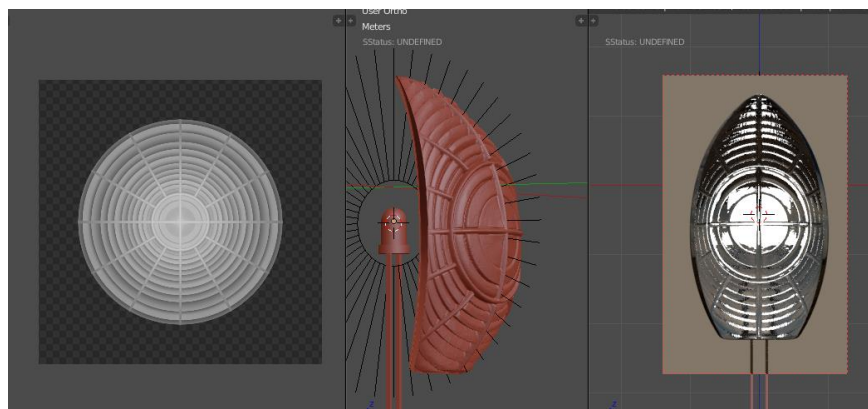 User Ortho
Meters
SStatus: UNDEFINED
SStatus: UNDEFINED
z
z